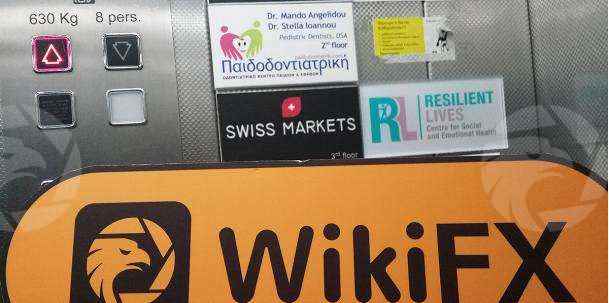 630 Kg 8 pers.
Dr. Mando Angelidou
Dr. Stella Ioannou
Pediatric Dentists, USA
2nd floor
Παιδοδοντιατρική
SWISS MARKETS
3rd floor
RL RESILIENT
LIVES
Centre for Social
and Emotional Health
WikiFX